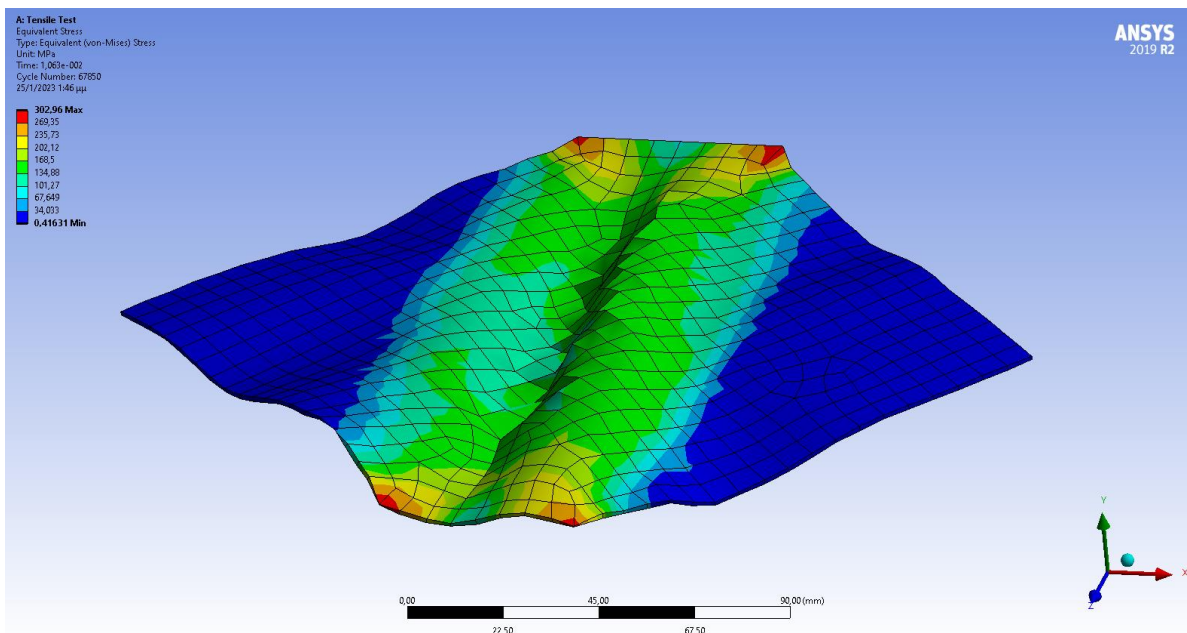 A: Tensile Test
Equivalent Stress
Type: Equivalent (von-Mises) Stress
Unit: MPa
Time: 1,063e-002
Cycle Number: 67850
25/1/2023 1:46 μμ
302,96 Max
269,35
235,73
202,12
168,5
134,88
101,27
67,649
34,033
0,41631 Min
ANSYS
2019 R2
0,00
45,00
90,00 (mm)
22,50
67,50
Y
X
Z